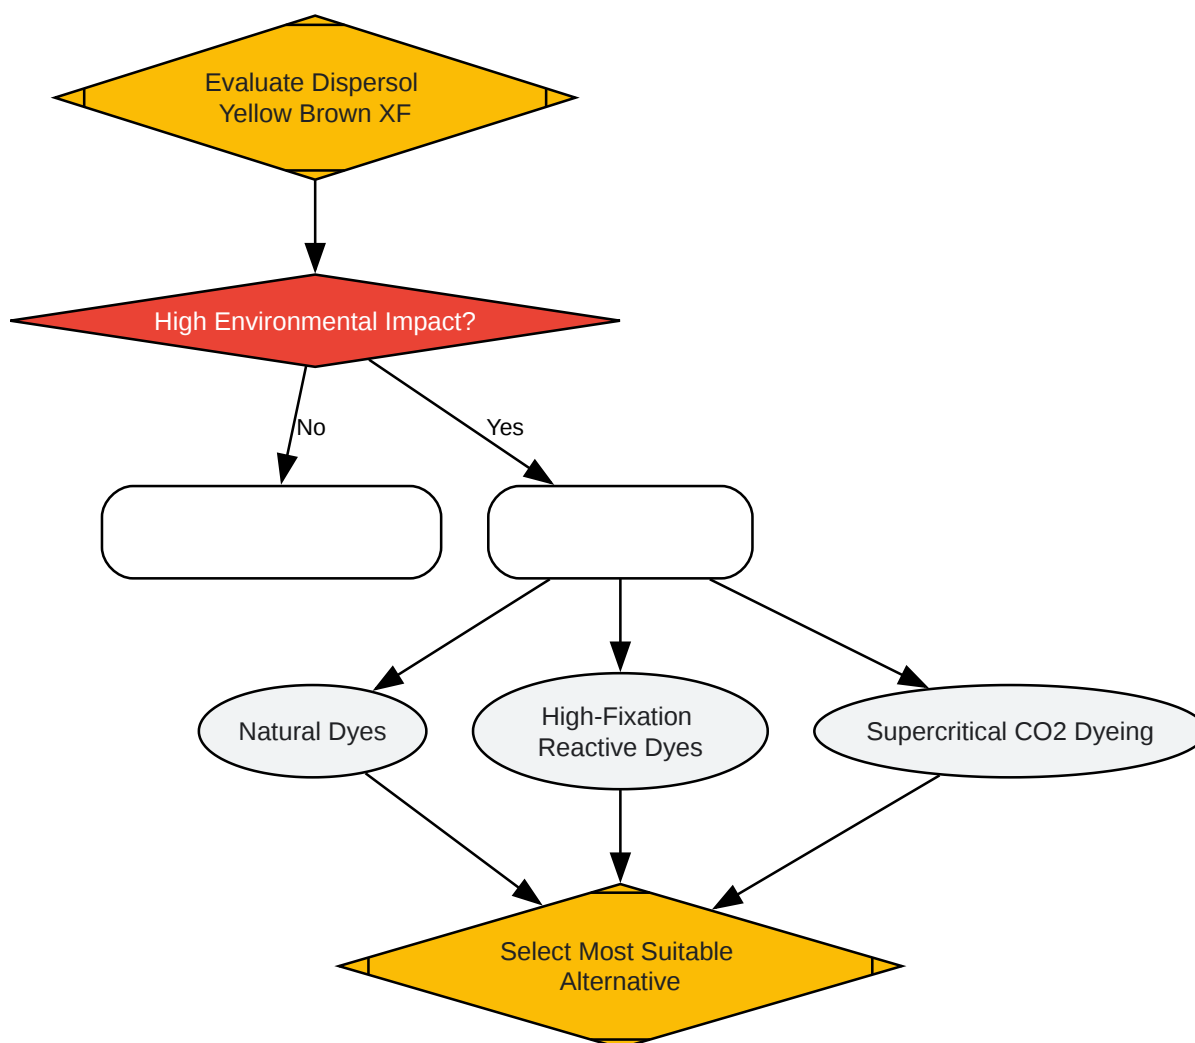 Evaluate Dispersol
Yellow Brown XF
High Environmental Impact?
No
Yes
Natural Dyes
High-Fixation
Reactive Dyes
Supercritical CO2 Dyeing
Select Most Suitable
Alternative